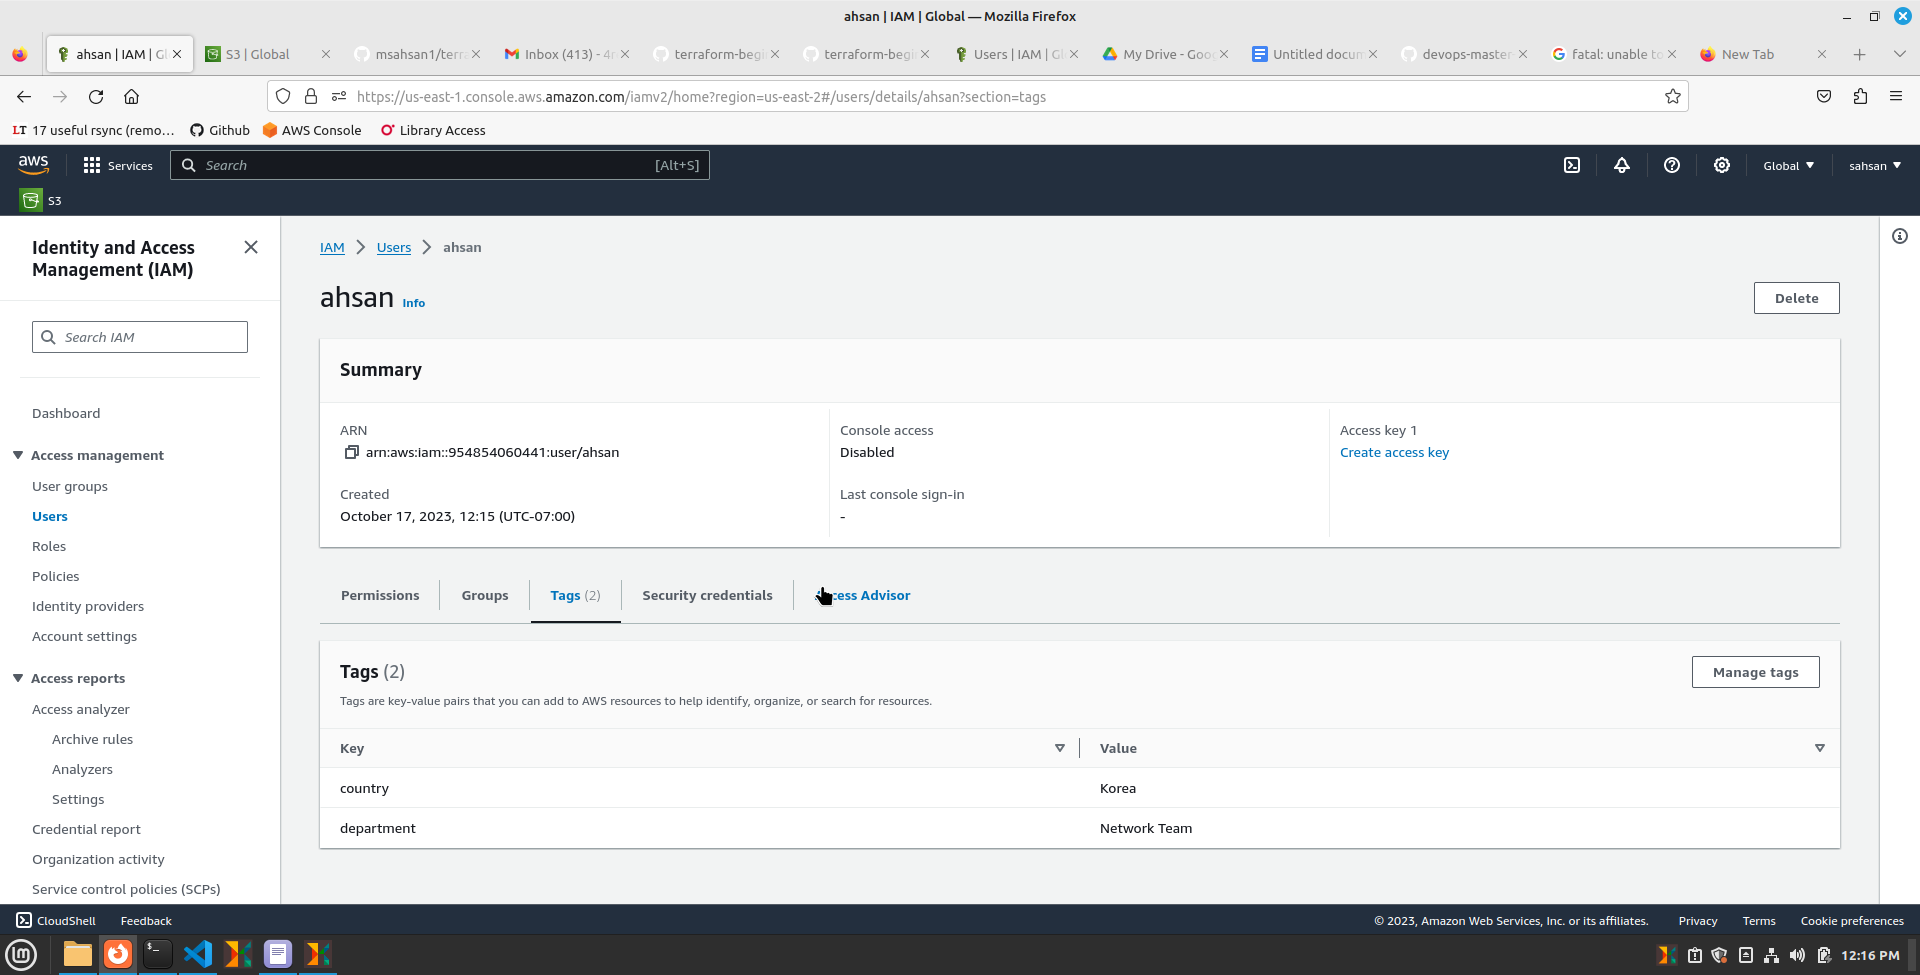 ahsan | IAM | Global — Mozilla Firefox
ahsan | IAM | Gl
S3 | Global
msahsan1/terra
Inbox (413) - 4r
terraform-begi
terraform-begi
Users | IAM | Gl
My Drive - Goo
Untitled docum
devops-master
fatal: unable to
New Tab
https://us-east-1.console.aws.amazon.com/iamv2/home?region=us-east-2#/users/details/ahsan?section=tags
LT 17 useful rsync (remo…
Github
AWS Console
Library Access
aws
Services
Search
[Alt+S]
Global
sahsan
S3
Identity and Access
Management (IAM)
Search IAM
Dashboard
Access management
User groups
Users
Roles
Policies
Identity providers
Account settings
Access reports
Access analyzer
Archive rules
Analyzers
Settings
Credential report
Organization activity
Service control policies (SCPs)
IAM
Users
ahsan
ahsan Info
Delete
Summary
ARN
arn:aws:iam::954854060441:user/ahsan
Created
October 17, 2023, 12:15 (UTC-07:00)
Console access
Disabled
Last console sign-in
-
Access key 1
Create access key
Permissions
Groups
Tags (2)
Security credentials
Access Advisor
Tags (2)
Manage tags
Tags are key-value pairs that you can add to AWS resources to help identify, organize, or search for resources.
Key
Value
country
Korea
department
Network Team
CloudShell
Feedback
© 2023, Amazon Web Services, Inc. or its affiliates.
Privacy
Terms
Cookie preferences
12:16 PM